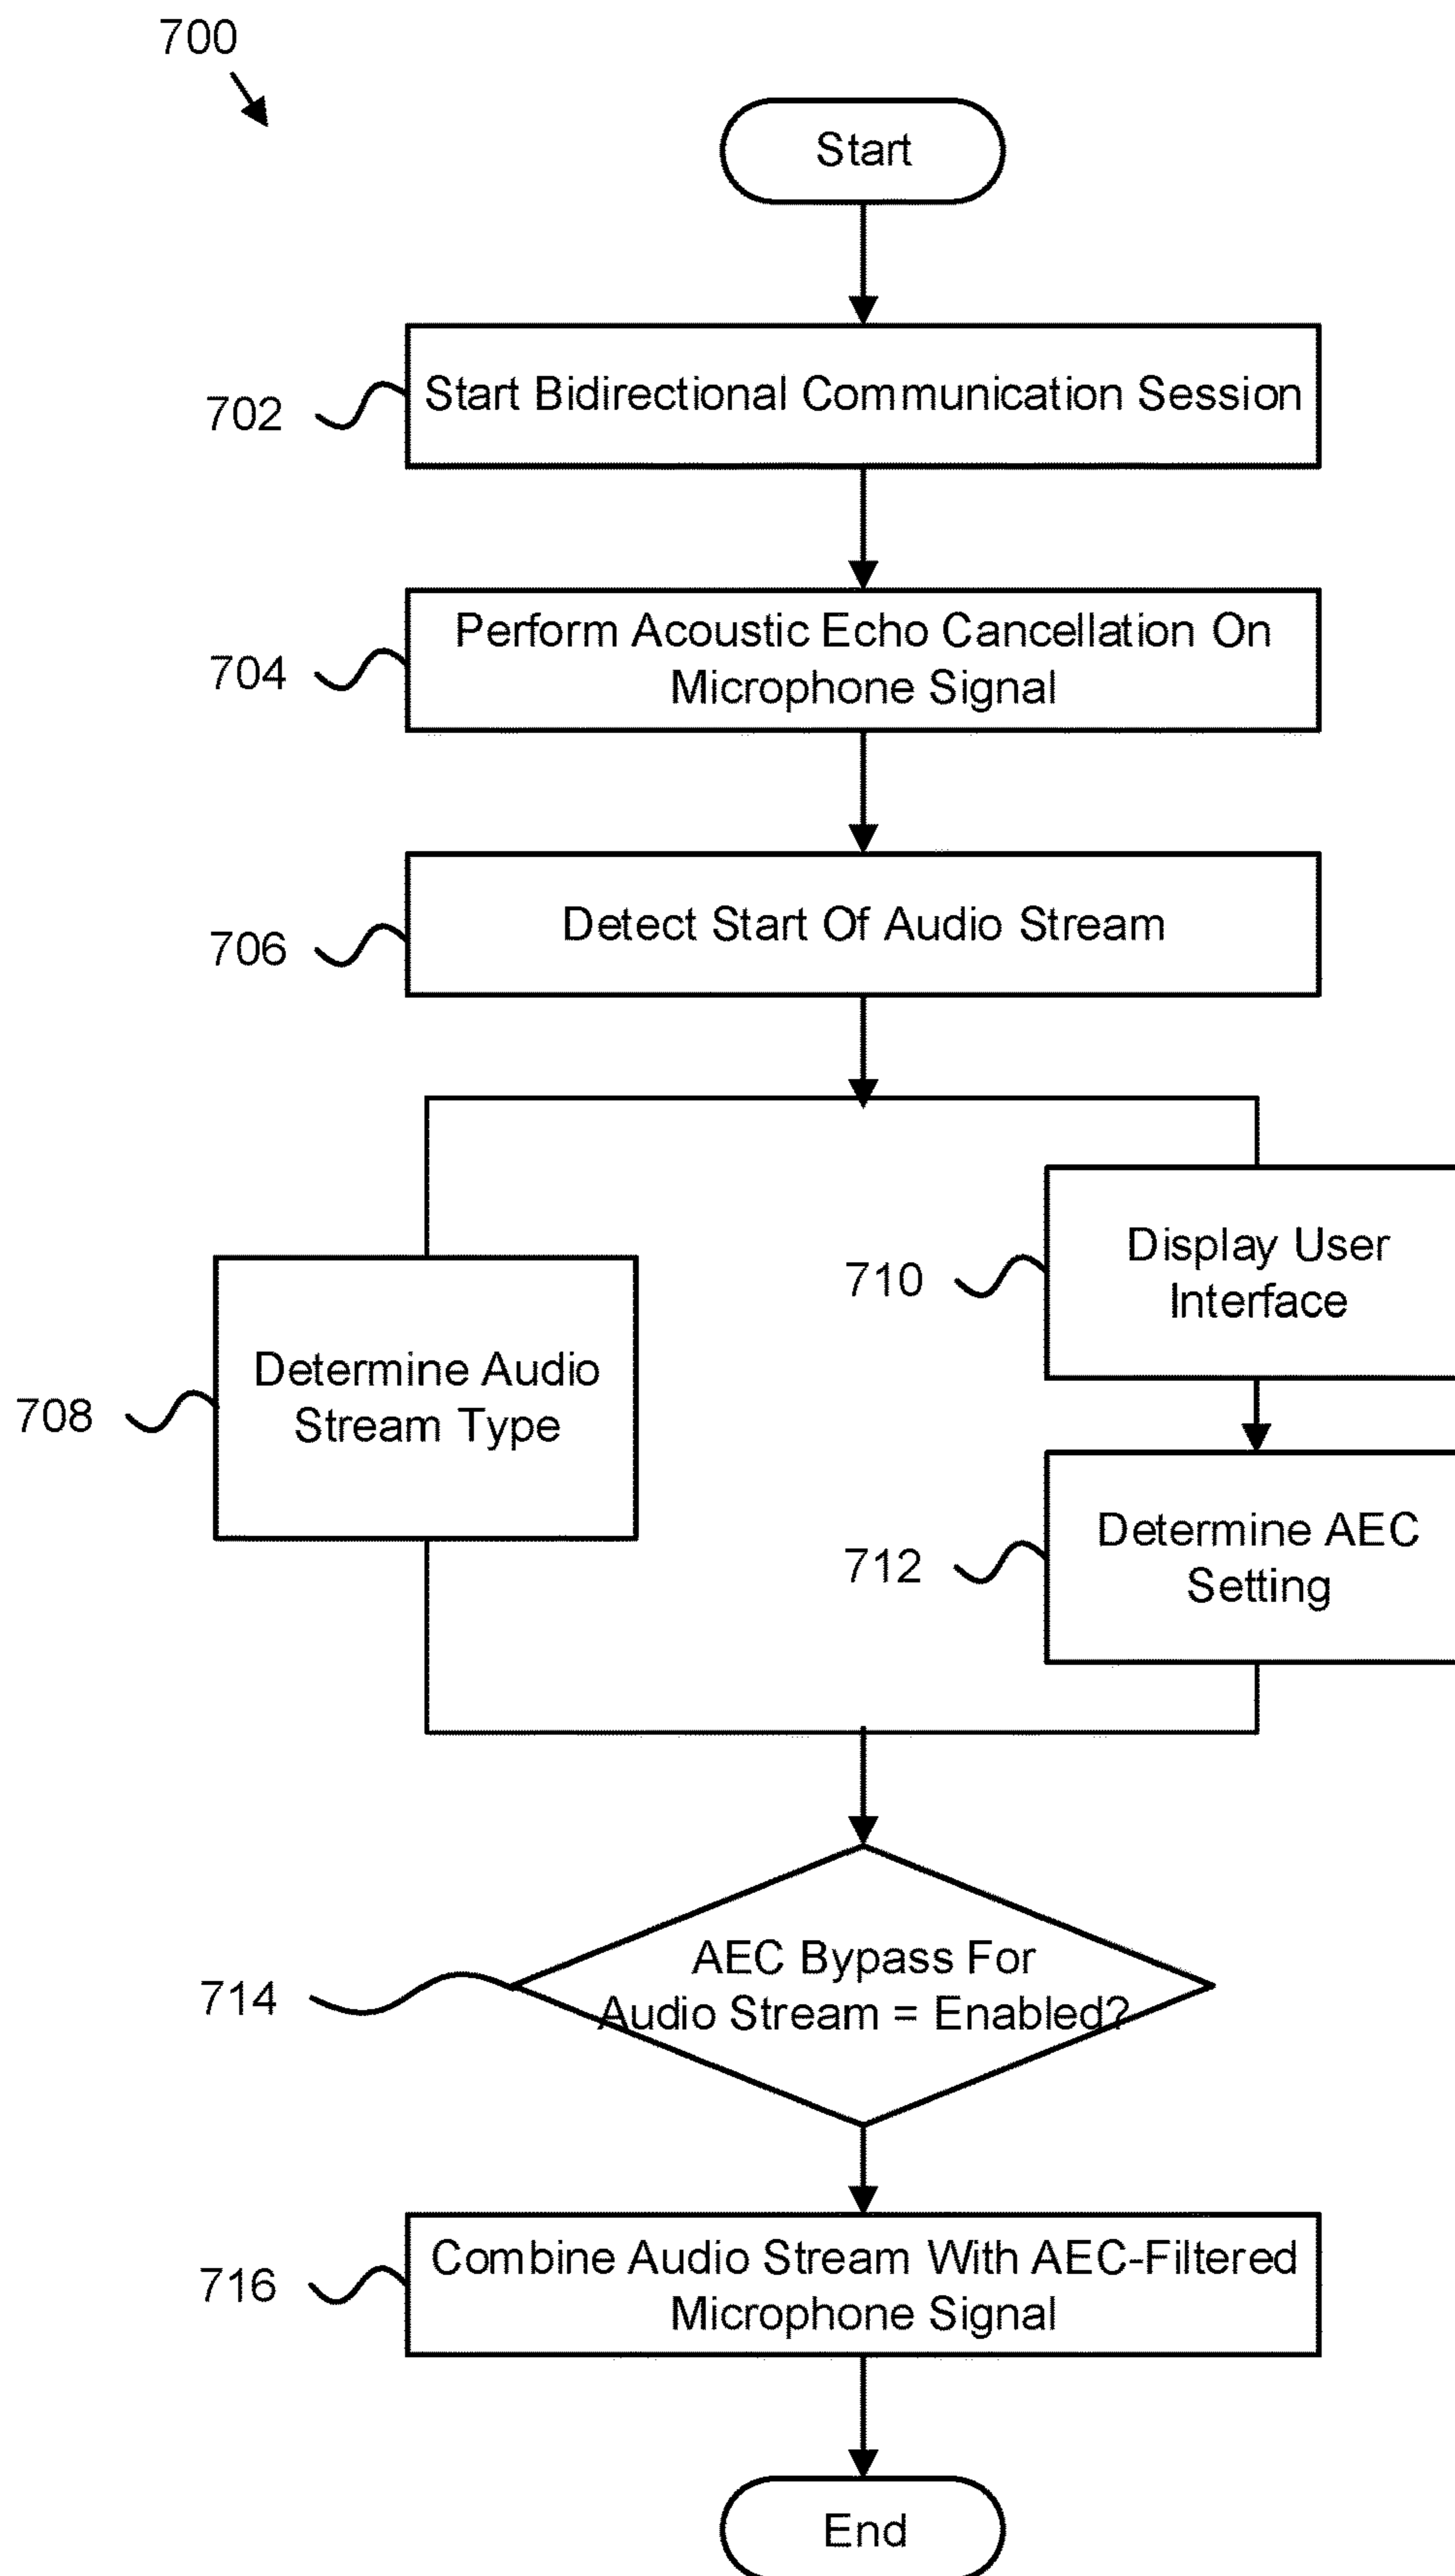 700
Start
702
Start Bidirectional Communication Session
704
Perform Acoustic Echo Cancellation On
Microphone Signal
706
Detect Start Of Audio Stream
708
Determine Audio
Stream Type
710
Display User
Interface
712
Determine AEC
Setting
714
AEC Bypass For
Audio Stream = Enabled?
716
Combine Audio Stream With AEC-Filtered
Microphone Signal
End